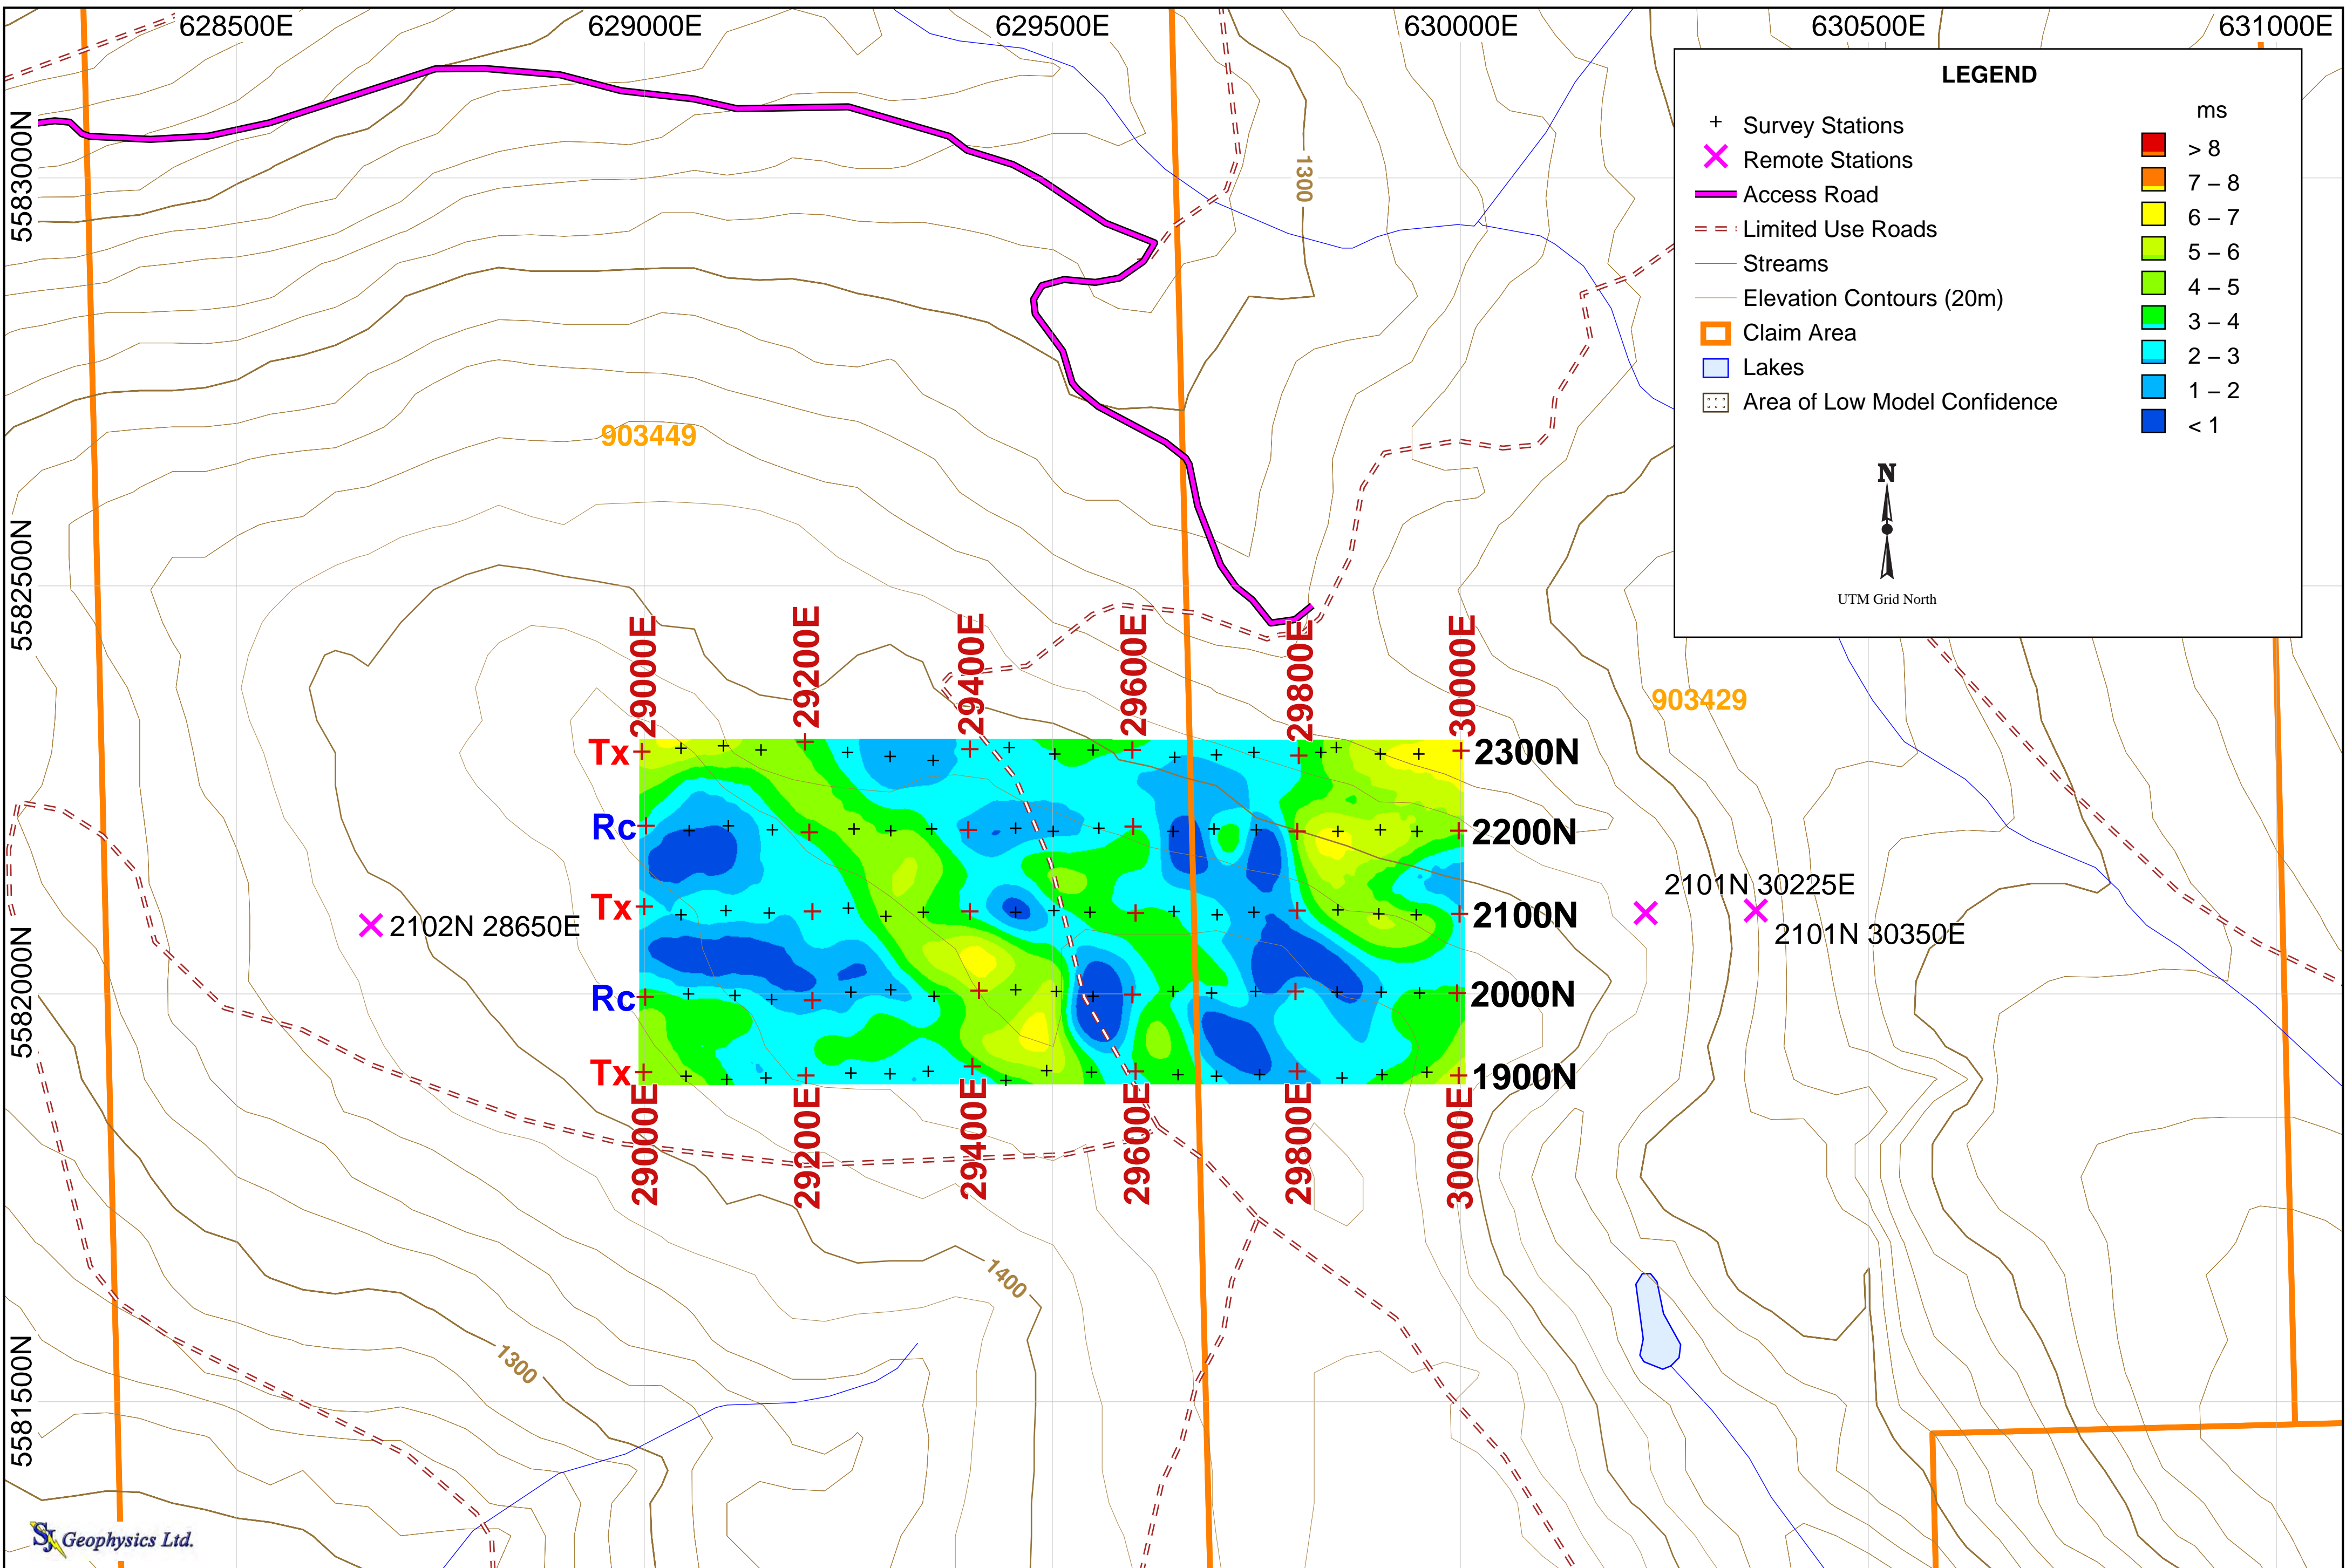 628500E 629000E 629500E 630000E 630500E 631000E
5583000N
5582500N
5582000N
5581500N
LEGEND
ms
Survey Stations
Remote Stations
Access Road
Limited Use Roads
Streams
Elevation Contours (20m)
Claim Area
Lakes
Area of Low Model Confidence
> 8
7 – 8
6 – 7
5 – 6
4 – 5
3 – 4
2 – 3
1 – 2
< 1
N
UTM Grid North
1300
903449
903429
29000E 29200E 29400E 29600E 29800E 30000E
Tx 2300N
Rc 2200N
Tx 2100N
Rc 2000N
Tx 1900N
29000E 29200E 29400E 29600E 29800E 30000E
2102N 28650E
2101N 30225E
2101N 30350E
1400
1300
SJ Geophysics Ltd.